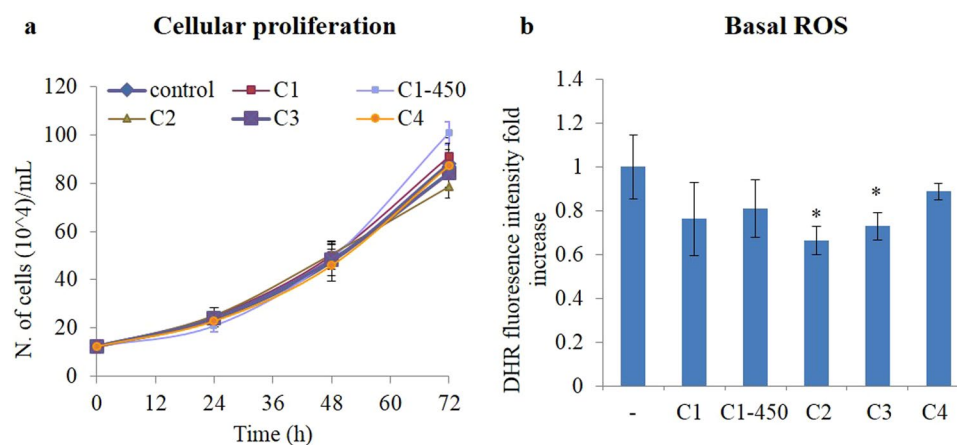 a Cellular proliferation
N. of cells (10^4)/mL
120
100
80
60
40
20
0
control C1 C1-450
C2 C3 C4
0 12 24 36 48 60 72
Time (h)
b Basal ROS
DHR fluoresence intensity fold
increase
1.4
1.2
1
0.8
0.6
0.4
0.2
0
* *
- C1 C1-450 C2 C3 C4